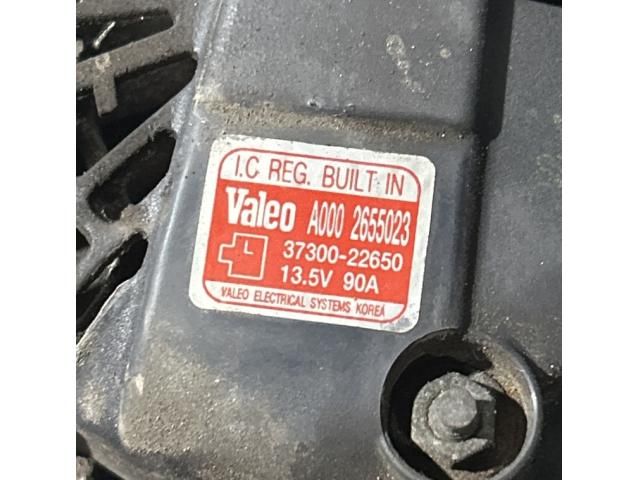 I.C REG. BUILT IN
Valeo A000 2655023
37300-22650
13.5V 90A
VALEO ELECTRICAL SYSTEMS KOREA